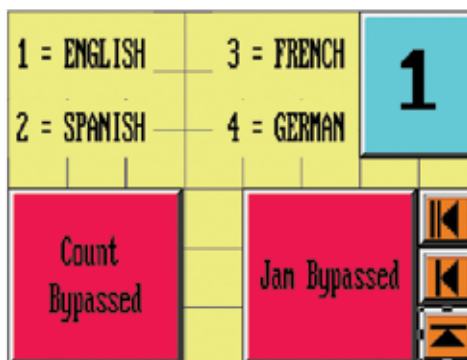 1 = ENGLISH 3 = FRENCH
2 = SPANISH 4 = GERMAN
1
Count
Bypassed
Jam Bypassed